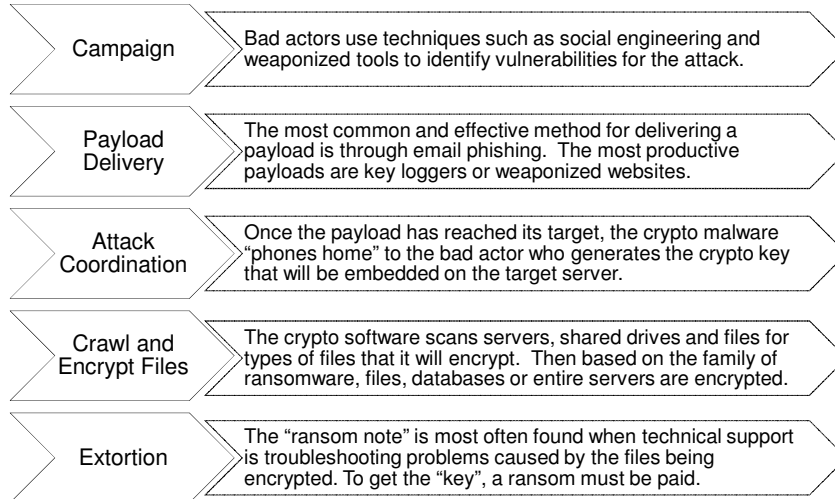 Campaign
Bad actors use techniques such as social engineering and
weaponized tools to identify vulnerabilities for the attack.
Payload
Delivery
The most common and effective method for delivering a
payload is through email phishing.  The most productive
payloads are key loggers or weaponized websites.
Attack
Coordination
Once the payload has reached its target, the crypto malware
“phones home” to the bad actor who generates the crypto key
that will be embedded on the target server.
Crawl and
Encrypt Files
The crypto software scans servers, shared drives and files for
types of files that it will encrypt.  Then based on the family of
ransomware, files, databases or entire servers are encrypted.
Extortion
The “ransom note” is most often found when technical support
is troubleshooting problems caused by the files being
encrypted. To get the “key”, a ransom must be paid.